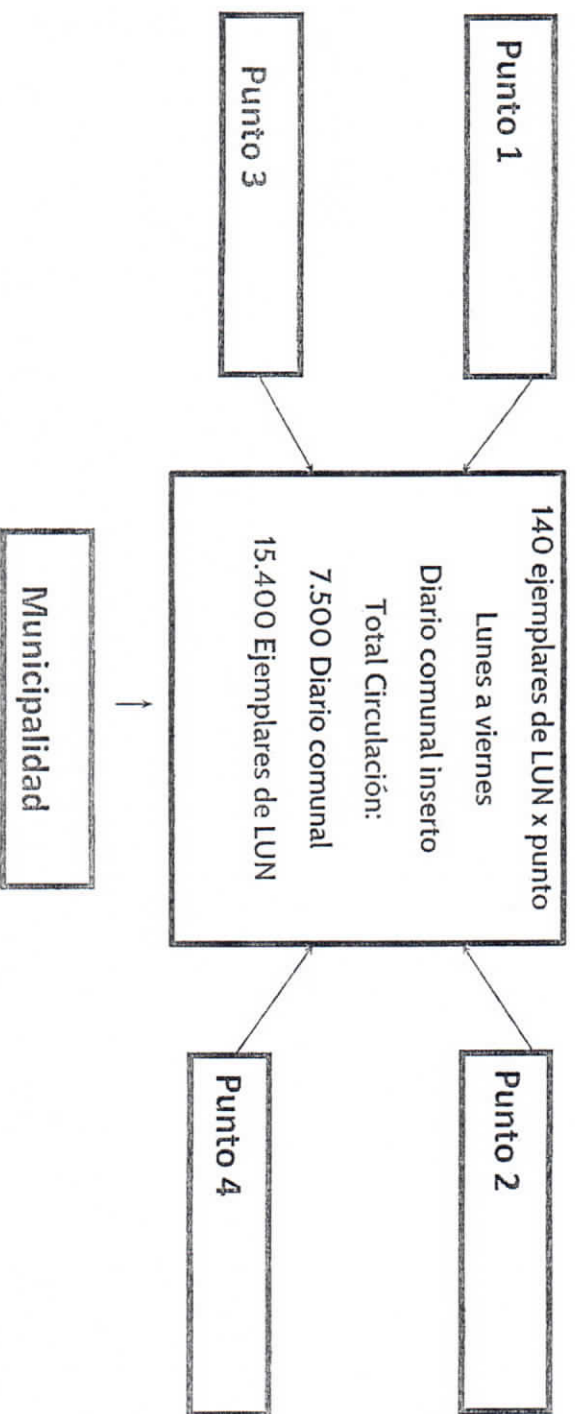 Punto 1
Punto 2
140 ejemplares de LUN x punto
Lunes a viernes
Diario comunal inserto
Total Circulación:
7.500 Diario comunal
15.400 Ejemplares de LUN
Punto 3
Punto 4
Municipalidad